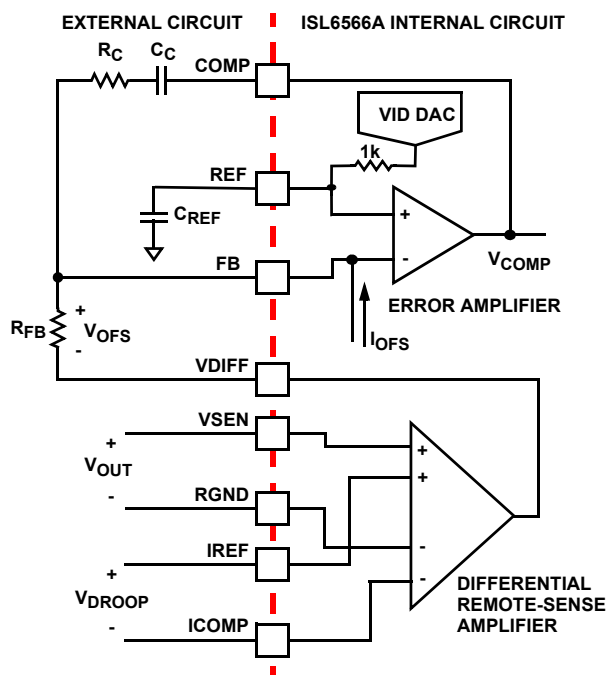 EXTERNAL CIRCUIT
ISL6566A INTERNAL CIRCUIT
RC
CC
COMP
VID DAC
1k
REF
CREF
+
-
VCOMP
FB
ERROR AMPLIFIER
IOFS
RFB
+
VOFS
-
VDIFF
VSEN
+
VOUT
-
+
+
RGND
IREF
-
-
+
VDROOP
-
ICOMP
DIFFERENTIAL
REMOTE-SENSE
AMPLIFIER